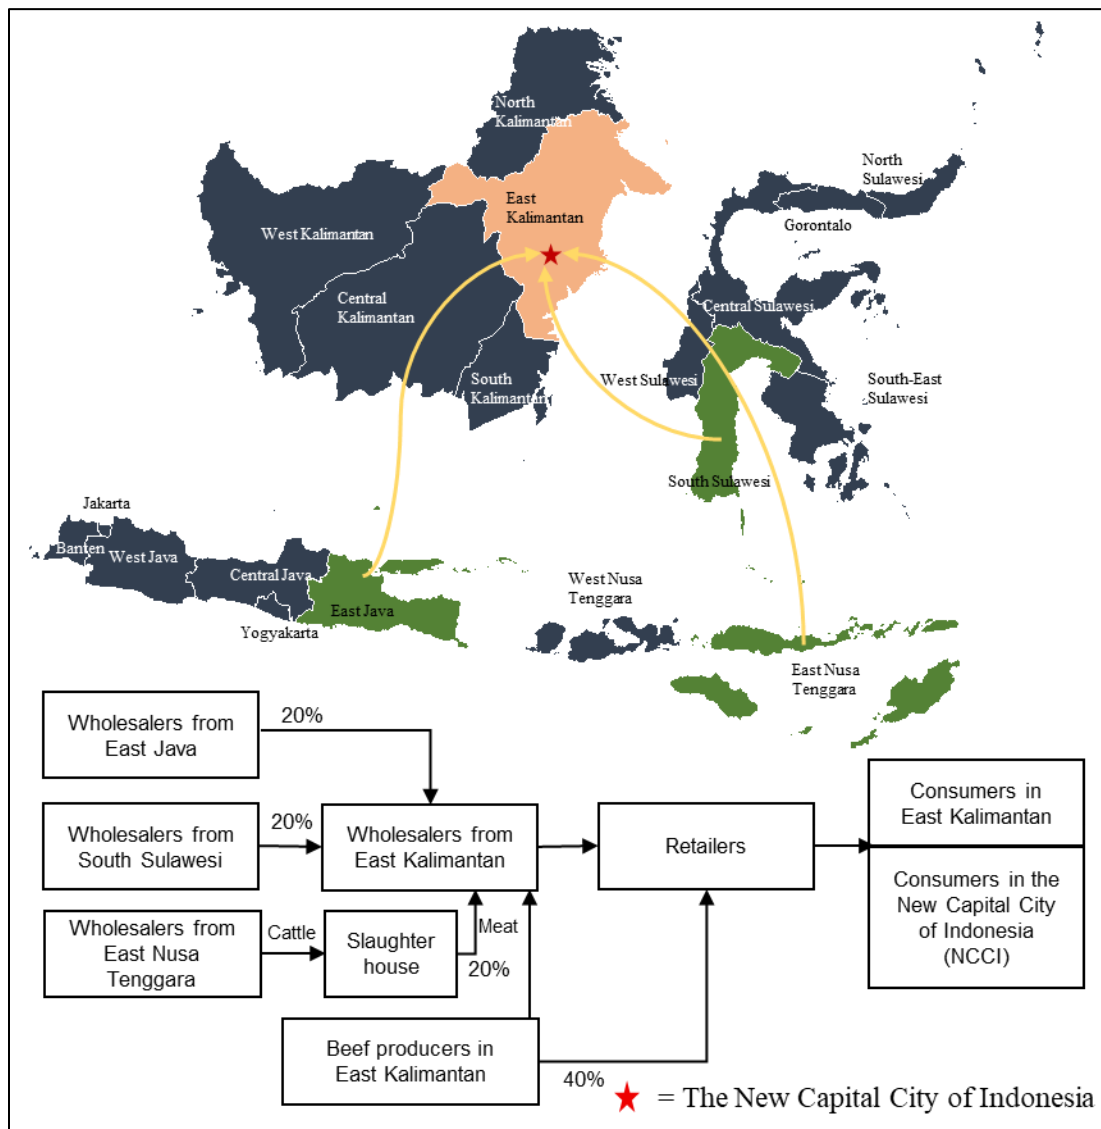 North
Kalimantan
North
Sulawesi
East
Kalimantan
Gorontalo
West Kalimantan
Central
Kalimantan
Central Sulawesi
South
Kalimantan
West Sulawesi
South-East
Sulawesi
South Sulawesi
Jakarta
Banten
West Java
Central Java
West Nusa
Tenggara
East Java
Yogyakarta
East Nusa
Tenggara
Wholesalers from
East Java
20%
Wholesalers from
South Sulawesi
20%
Wholesalers from
East Kalimantan
Retailers
Consumers in
East Kalimantan
Consumers in the
New Capital City
of Indonesia
(NCCI)
Wholesalers from
East Nusa
Tenggara
Cattle
Slaughter
house
Meat
20%
Beef producers in
East Kalimantan
40%
= The New Capital City of Indonesia